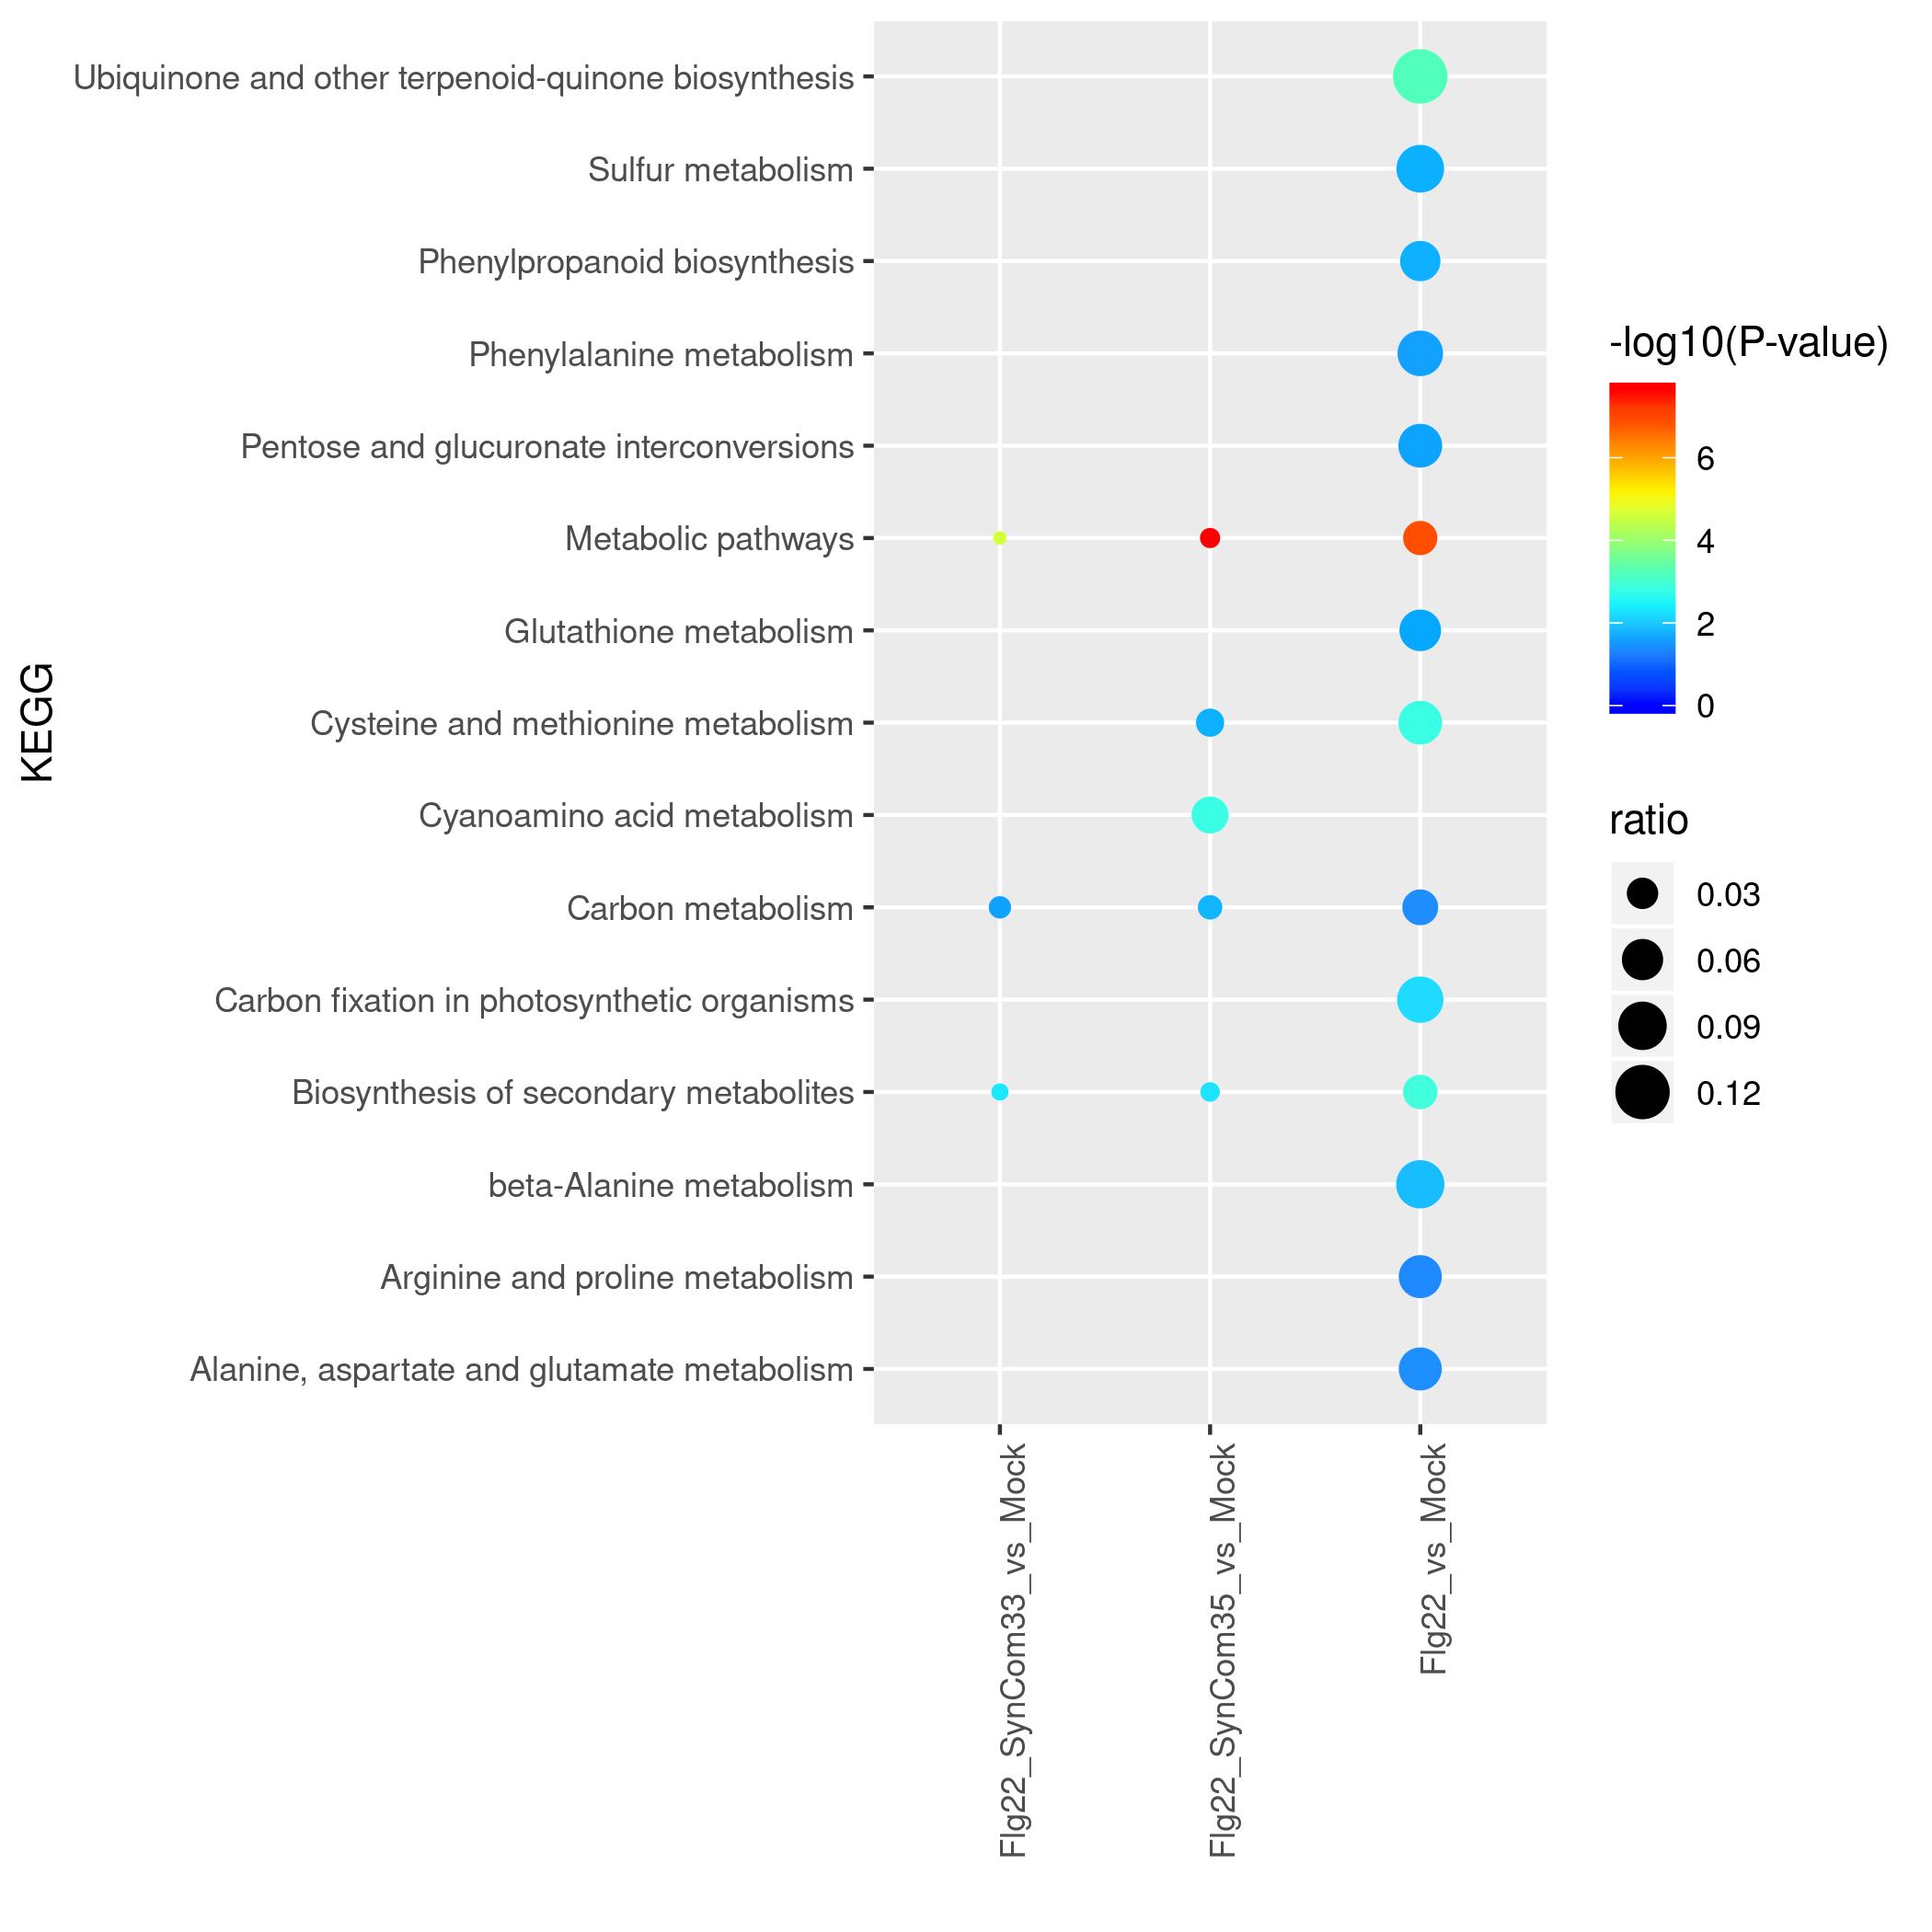 Ubiquinone and other terpenoid-quinone biosynthesis
Sulfur metabolism
Phenylpropanoid biosynthesis
Phenylalanine metabolism
Pentose and glucuronate interconversions
Metabolic pathways
Glutathione metabolism
Cysteine and methionine metabolism
Cyanoamino acid metabolism
Carbon metabolism
Carbon fixation in photosynthetic organisms
Biosynthesis of secondary metabolites
beta-Alanine metabolism
Arginine and proline metabolism
Alanine, aspartate and glutamate metabolism
KEGG
Flg22_SynCom33_vs_Mock
Flg22_SynCom35_vs_Mock
Flg22_vs_Mock
-log10(P-value)
6
4
2
0
ratio
0.03
0.06
0.09
0.12